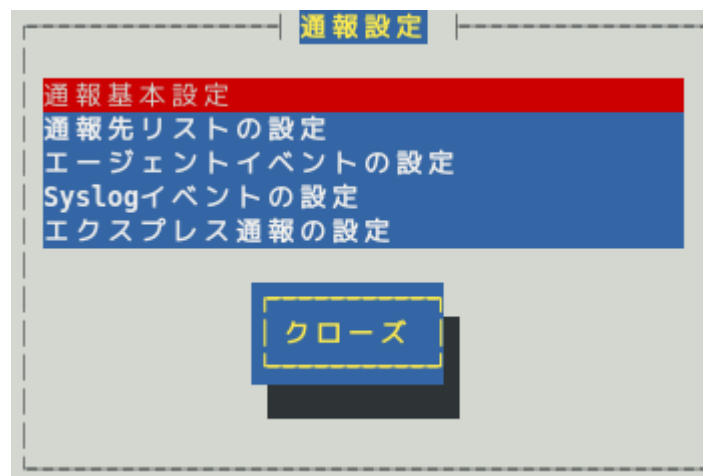 通報設定
通報基本設定
通報先リストの設定
エージェントイベントの設定
Syslogイベントの設定
エクスプレス通報の設定
クローズ